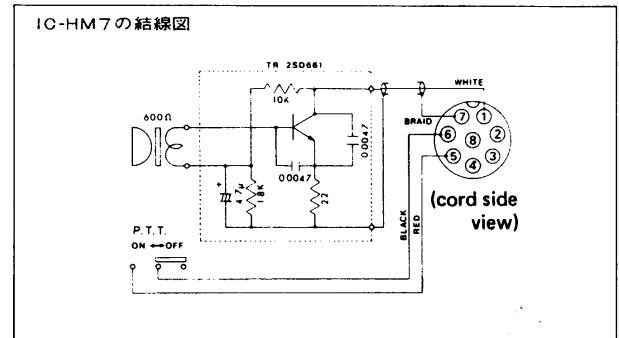 IC-HM7の結線図
TR 2SD661
10K
600Ω
0.0047
0.0047
+
4.7μ
1.8K
22
WHITE
BRAID
BLACK
RED
7
1
6
8
2
5
4
3
(cord side
view)
P.T.T.
ON ↔ OFF